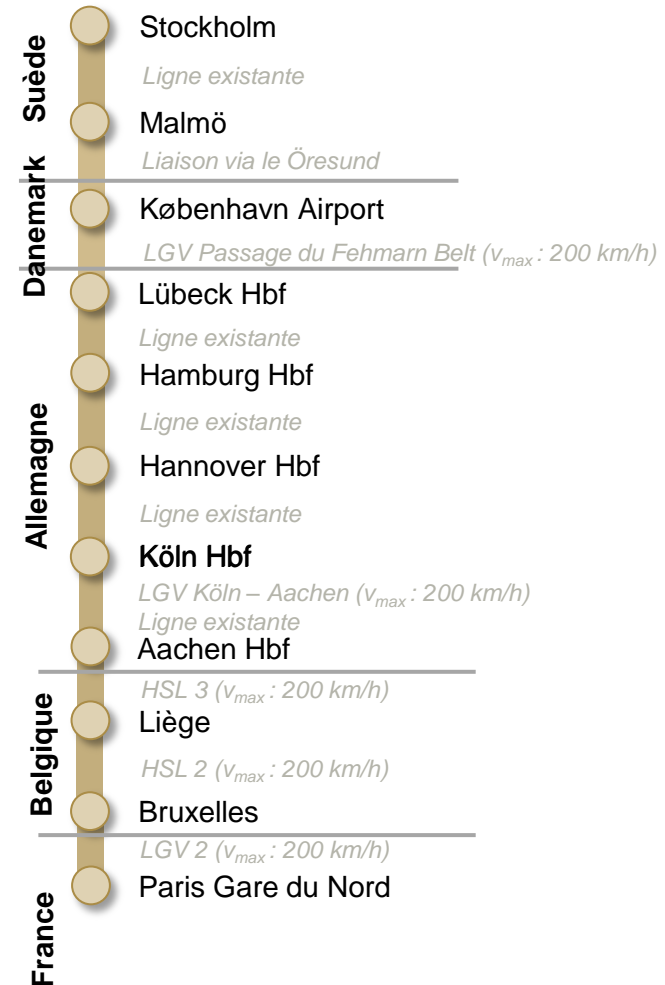 Suède
Stockholm
Ligne existante
Malmö
Liaison via le Öresund
Danemark
København Airport
LGV Passage du Fehmarn Belt (vmax : 200 km/h)
Allemagne
Lübeck Hbf
Ligne existante
Hamburg Hbf
Ligne existante
Hannover Hbf
Ligne existante
Köln Hbf
LGV Köln – Aachen (vmax : 200 km/h)
Ligne existante
Aachen Hbf
Belgique
HSL 3 (vmax : 200 km/h)
Liège
HSL 2 (vmax : 200 km/h)
Bruxelles
France
LGV 2 (vmax : 200 km/h)
Paris Gare du Nord